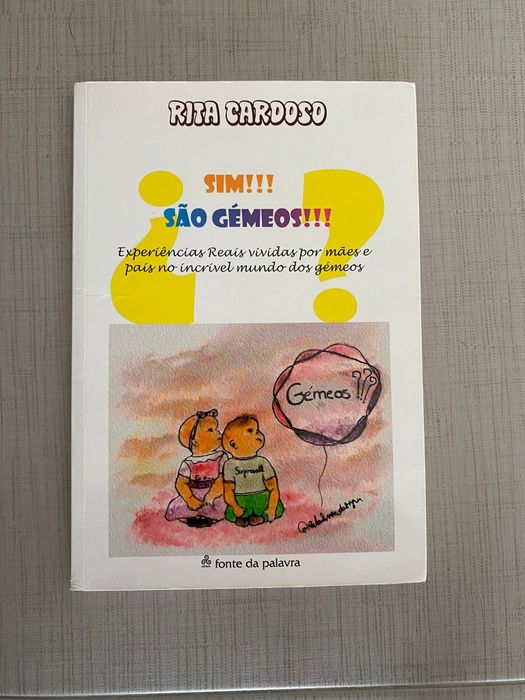 RITA CARDOSO
¿ ?
SIM!!!
SÃO GÉMEOS!!!
Experiências Reais vividas por mães e
pais no incrível mundo dos gémeos
Gémeos???
fonte da palavra